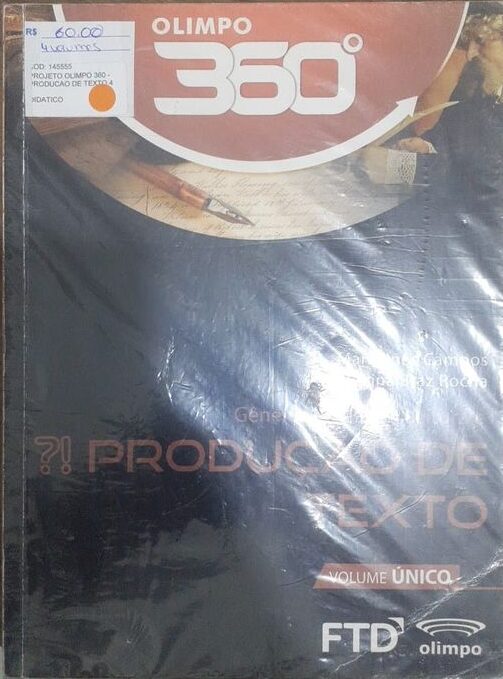 R$ 60.00
4 volumes
COD: 145555
PROJETO OLIMPO 360 -
PRODUCAO DE TEXTO 4
DIDATICO
OLIMPO
360°
Campos
Rocha
?! PRODUÇÃO DE
TEXTO
VOLUME ÚNICO
FTD
olimpo